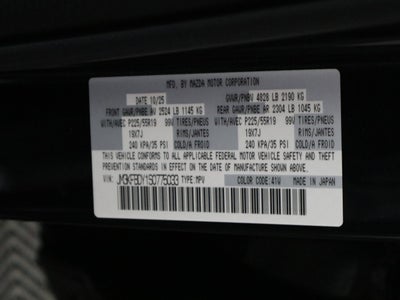 MFD. BY MAZDA MOTOR CORPORATION
DATE 10/25 GVWR/PNBV 4828 LB 2190 KG
FRONT GAWR/PNBE AV 2524 LB 1145 KG REAR GAWR/PNBE AR 2304 LB 1045 KG
WITH/AVEC P225/55R19 99V TIRES/PNEUS WITH/AVEC P225/55R19 99V TIRES/PNEUS
19X7J RIMS/JANTES 19X7J RIMS/JANTES
240 KPA/35 PSI COLD/A FROID 240 KPA/35 PSI COLD/A FROID
THIS VEHICLE CONFORMS TO ALL APPLICABLE FEDERAL MOTOR VEHICLE SAFETY AND THEFT
PREVENTION STANDARDS IN EFFECT ON THE DATE OF MANUFACTURE SHOWN ABOVE.
VIN: JM3KFBDY1S0775033 TYPE: MPV COLOR CODE: 41W MADE IN JAPAN